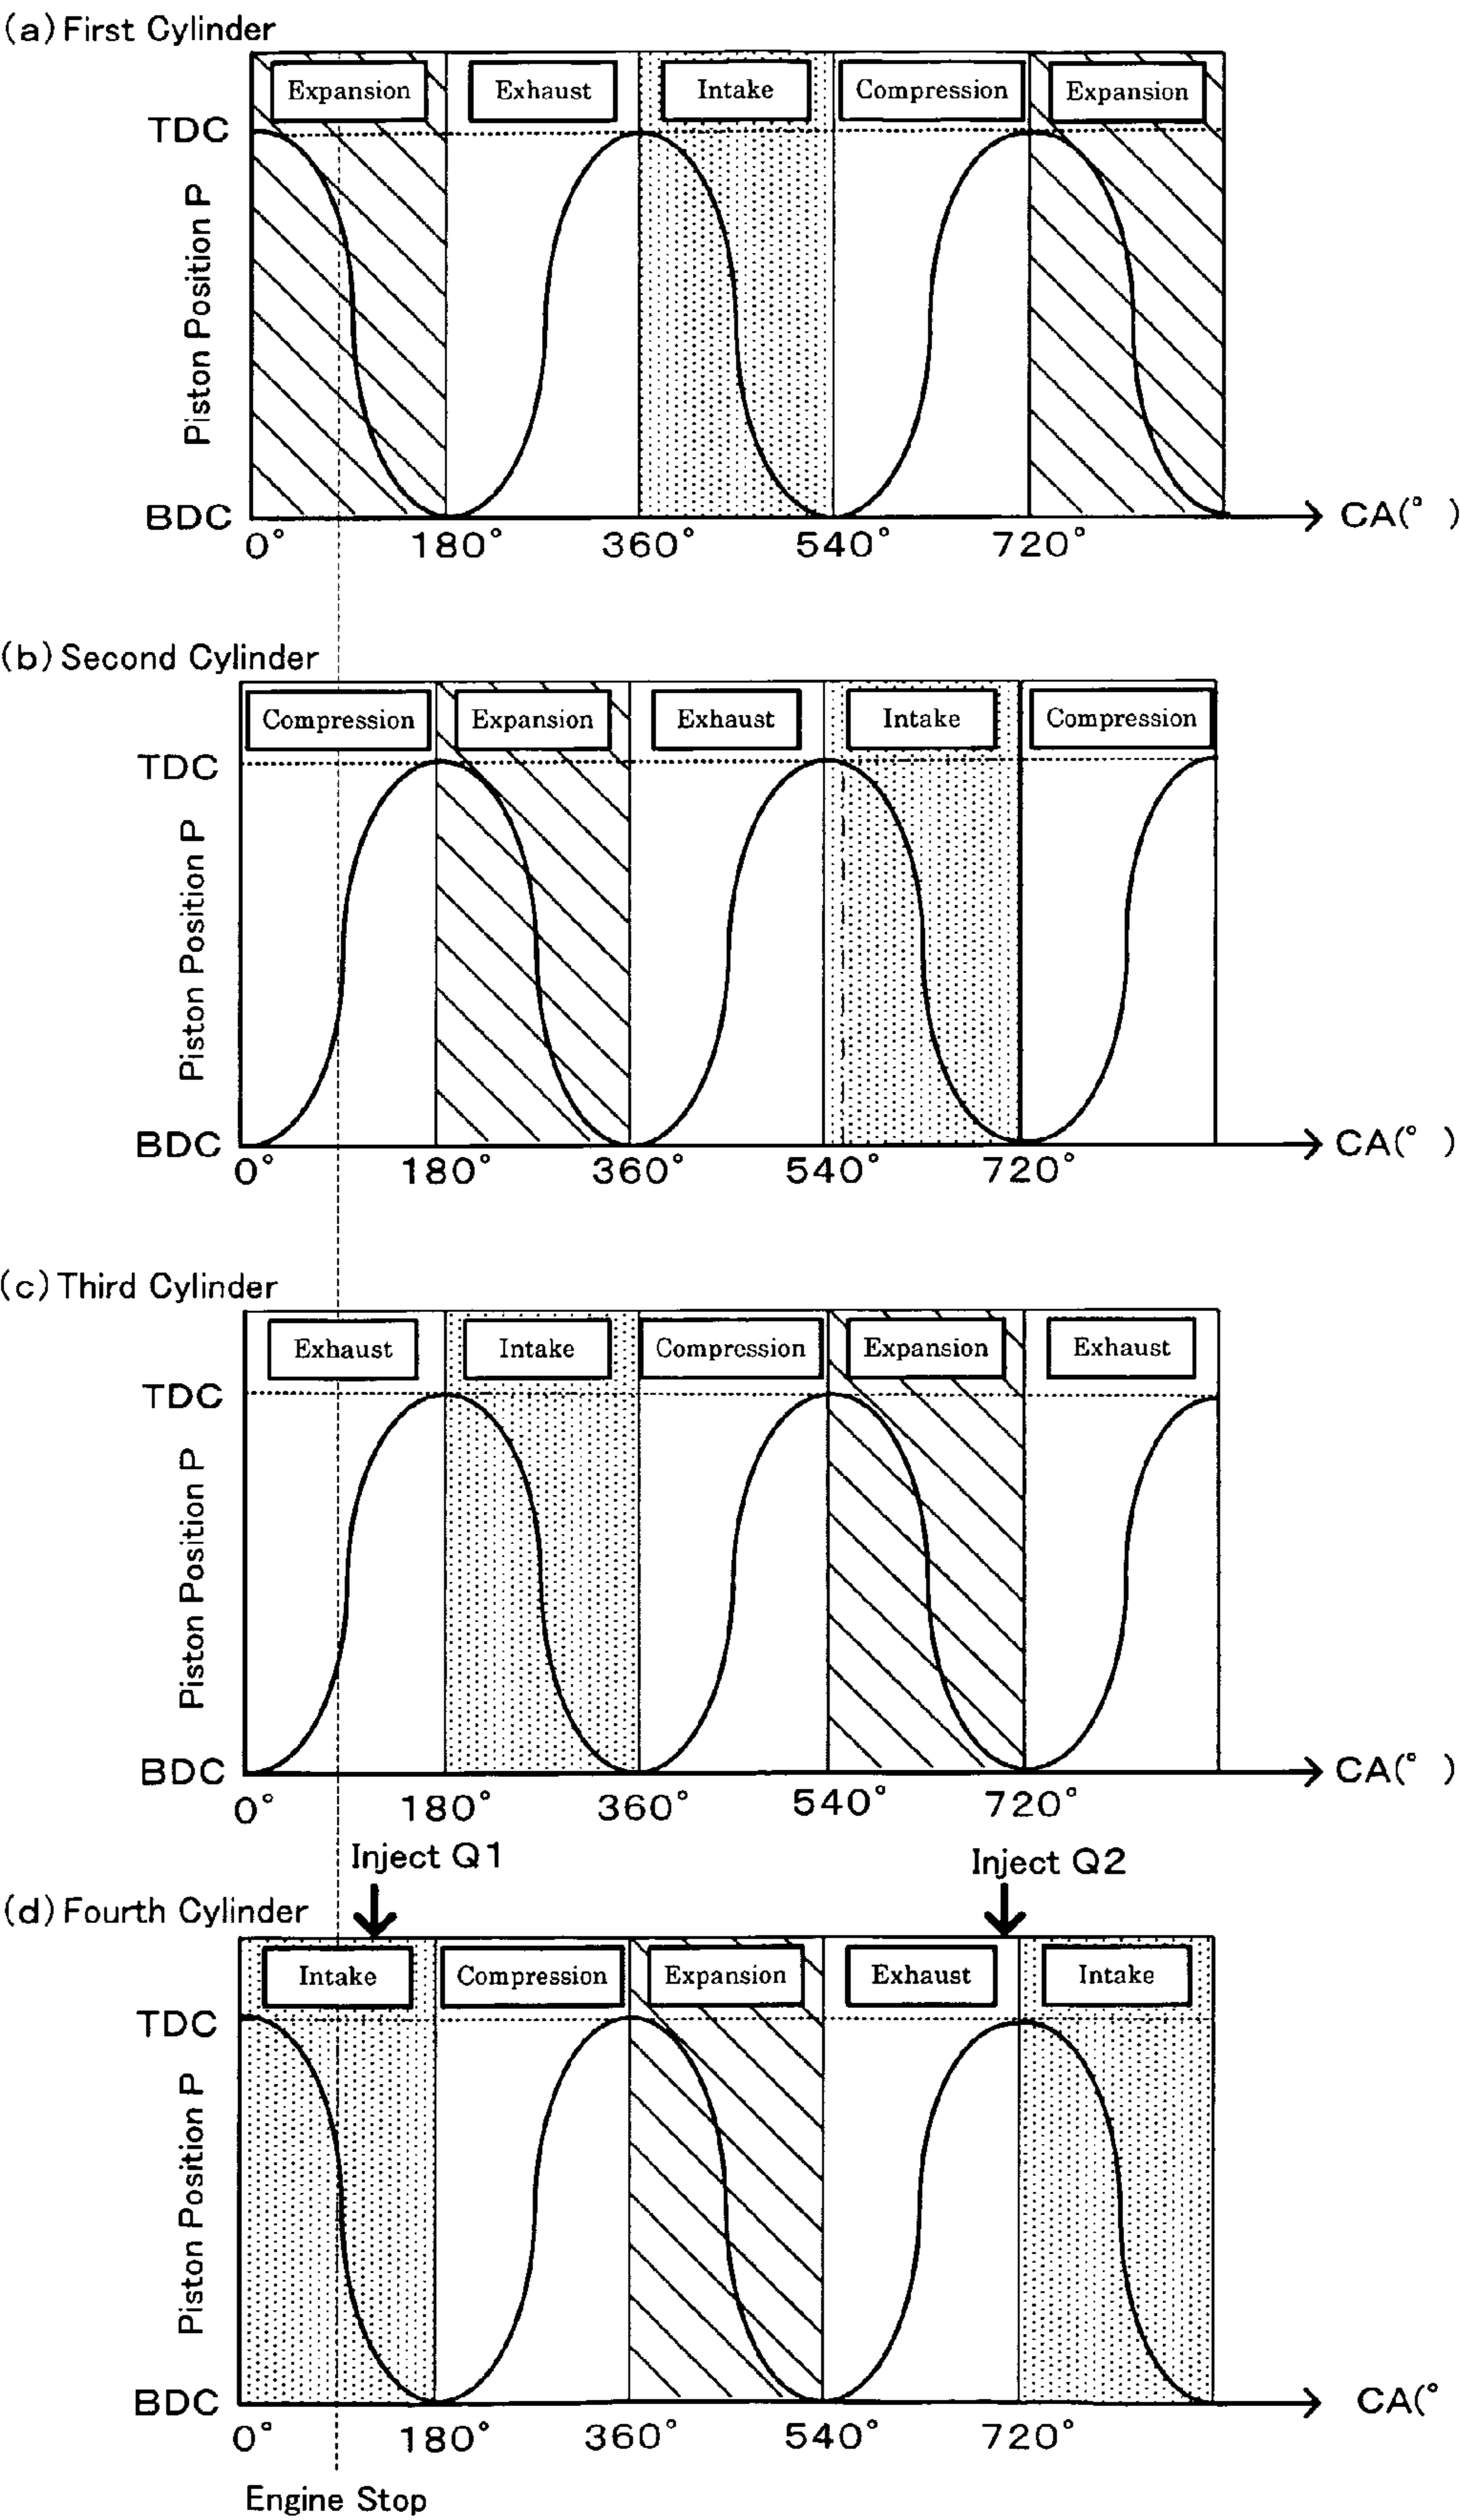 (a) First Cylinder
Expansion Exhaust Intake Compression Expansion
TDC
Piston Position P
BDC
CA(° )
0° 180° 360° 540° 720°
(b) Second Cylinder
Compression Expansion Exhaust Intake Compression
TDC
Piston Position P
BDC
CA(° )
0° 180° 360° 540° 720°
(c) Third Cylinder
Exhaust Intake Compression Expansion Exhaust
TDC
Piston Position P
BDC
CA(° )
0° 180° 360° 540° 720°
Inject Q1 Inject Q2
(d) Fourth Cylinder
Intake Compression Expansion Exhaust Intake
TDC
Piston Position P
BDC
CA(°
0° 180° 360° 540° 720°
Engine Stop